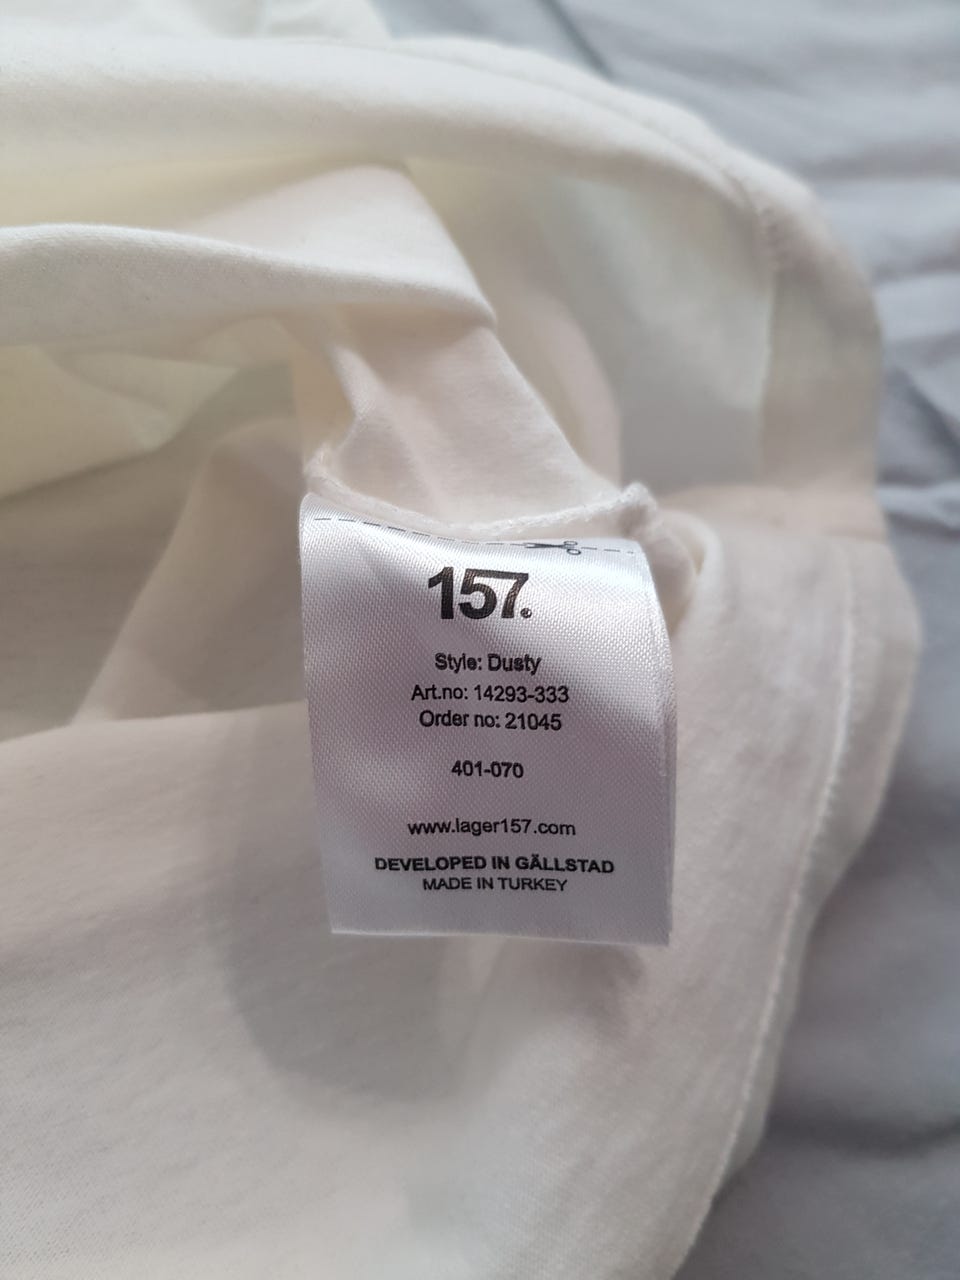 157.
Style: Dusty
Art.no: 14293-333
Order no: 21045
401-070
www.lager157.com
DEVELOPED IN GÄLLSTAD
MADE IN TURKEY